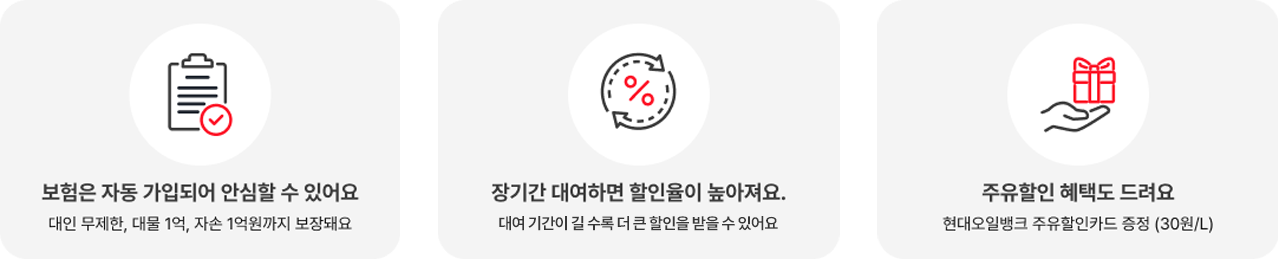 보험은 자동 가입되어 안심할 수 있어요
대인 무제한, 대물 1억, 자손 1억원까지 보장돼요
%
장기간 대여하면 할인율이 높아져요.
대여 기간이 길 수록 더 큰 할인을 받을 수 있어요
주유할인 혜택도 드려요
현대오일뱅크 주유할인카드 증정 (30원/L)